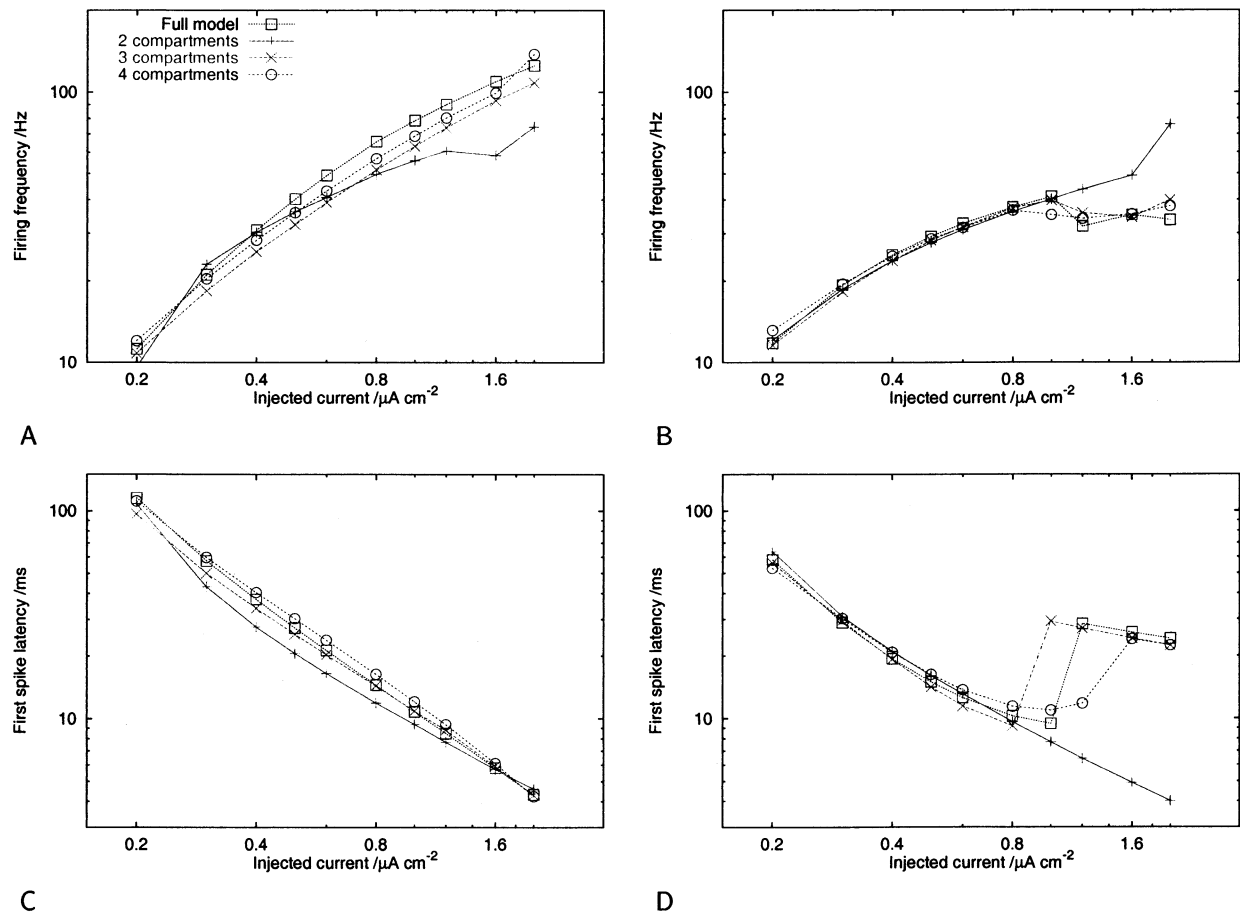 Full model
2 compartments
3 compartments
4 compartments
Firing frequency /Hz
100
10
0.2 0.4 0.8 1.6
Injected current /μA cm-2
A
Firing frequency /Hz
100
10
0.2 0.4 0.8 1.6
Injected current /μA cm-2
B
First spike latency /ms
100
10
0.2 0.4 0.8 1.6
Injected current /μA cm-2
C
First spike latency /ms
100
10
0.2 0.4 0.8 1.6
Injected current /μA cm-2
D